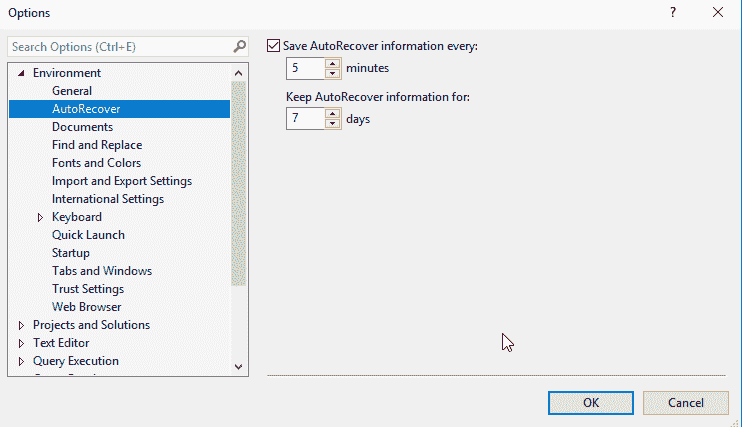 Options
?
Search Options (Ctrl+E)
Environment
General
AutoRecover
Documents
Find and Replace
Fonts and Colors
Import and Export Settings
International Settings
Keyboard
Quick Launch
Startup
Tabs and Windows
Trust Settings
Web Browser
Projects and Solutions
Text Editor
Query Execution
Save AutoRecover information every:
5 minutes
Keep AutoRecover information for:
7 days
OK Cancel